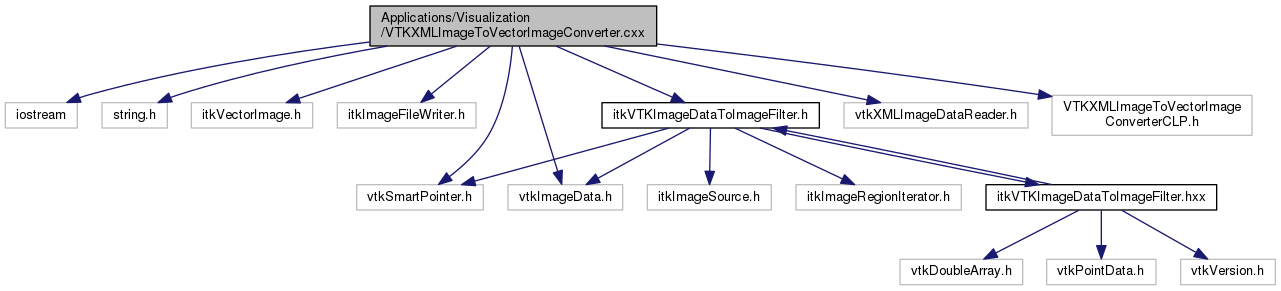 Applications/Visualization
/VTKXMLImageToVectorImageConverter.cxx
iostream
string.h
itkVectorImage.h
itkImageFileWriter.h
itkVTKImageDataToImageFilter.h
vtkXMLImageDataReader.h
VTKXMLImageToVectorImage
ConverterCLP.h
vtkSmartPointer.h
vtkImageData.h
itkImageSource.h
itkImageRegionIterator.h
itkVTKImageDataToImageFilter.hxx
vtkDoubleArray.h
vtkPointData.h
vtkVersion.h